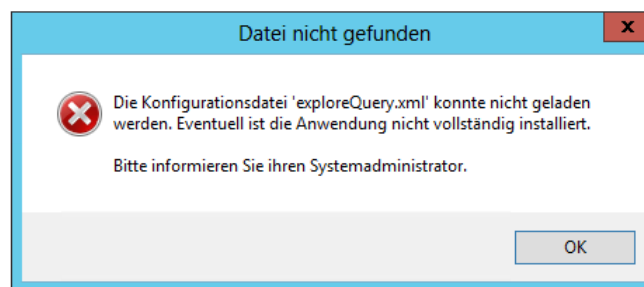 Datei nicht gefunden
x
Die Konfigurationsdatei 'exploreQuery.xml' konnte nicht geladen
werden. Eventuell ist die Anwendung nicht vollständig installiert.
Bitte informieren Sie ihren Systemadministrator.
OK